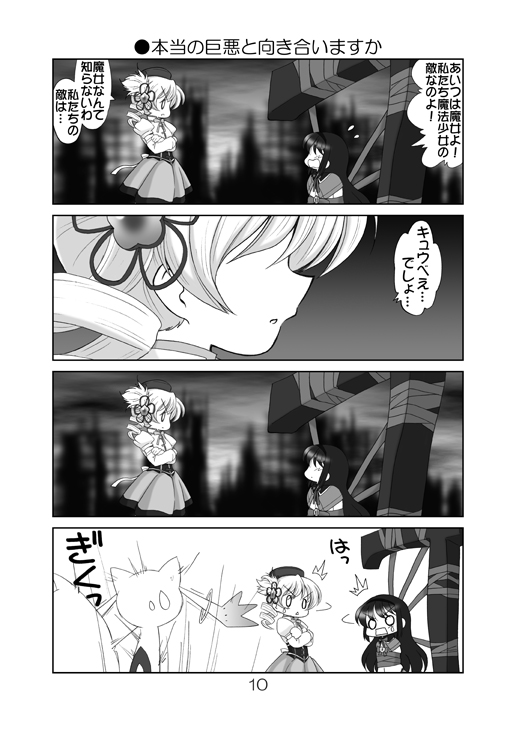 ●本当の巨悪と向き合いますか
あいつは魔女よ!
私たち魔法少女の
敵なのよ!
魔女なんて
知らないわ
私たちの
敵は…
キュウべえ…
でしょ…
はっ
ぎくっ
10